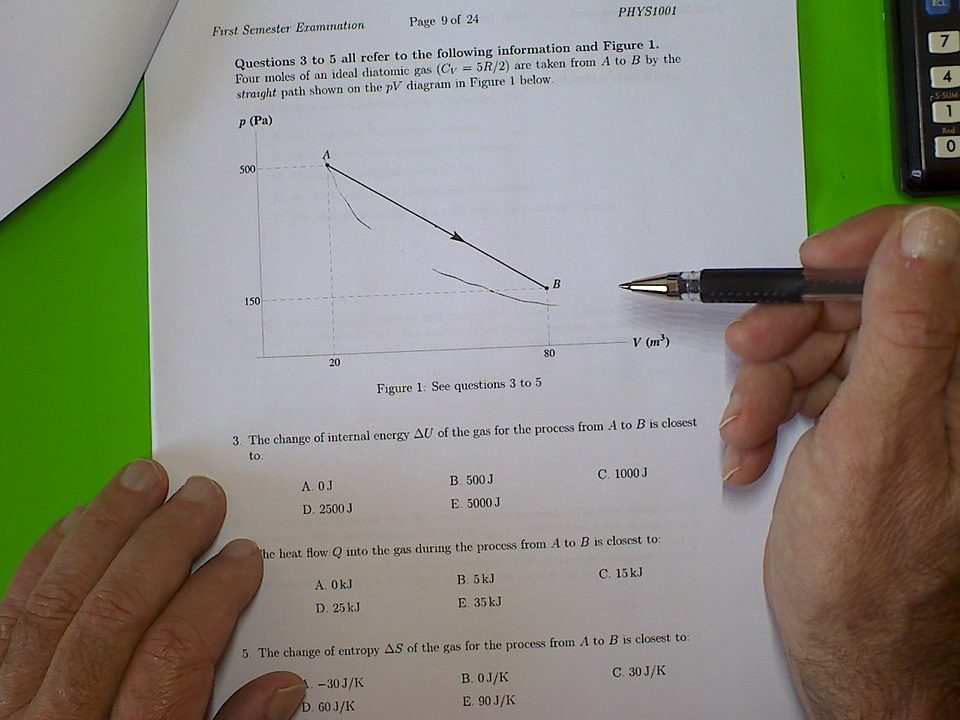 First Semester Examination Page 9 of 24 PHYS1001
Questions 3 to 5 all refer to the following information and Figure 1.
Four moles of an ideal diatomic gas (C_V = 5R/2) are taken from A to B by the
straight path shown on the pV diagram in Figure 1 below.
p (Pa)
A
500
B
150
V (m³)
20 80
Figure 1: See questions 3 to 5
3. The change of internal energy ΔU of the gas for the process from A to B is closest
to:
A. 0 J B. 500 J C. 1000 J
D. 2500 J E. 5000 J
he heat flow Q into the gas during the process from A to B is closest to:
A. 0 kJ B. 5 kJ C. 15 kJ
D. 25 kJ E. 35 kJ
5. The change of entropy ΔS of the gas for the process from A to B is closest to:
A. −30 J/K B. 0 J/K C. 30 J/K
D. 60 J/K E. 90 J/K
RCL
7
4
S-SUM
1
Rnd
0